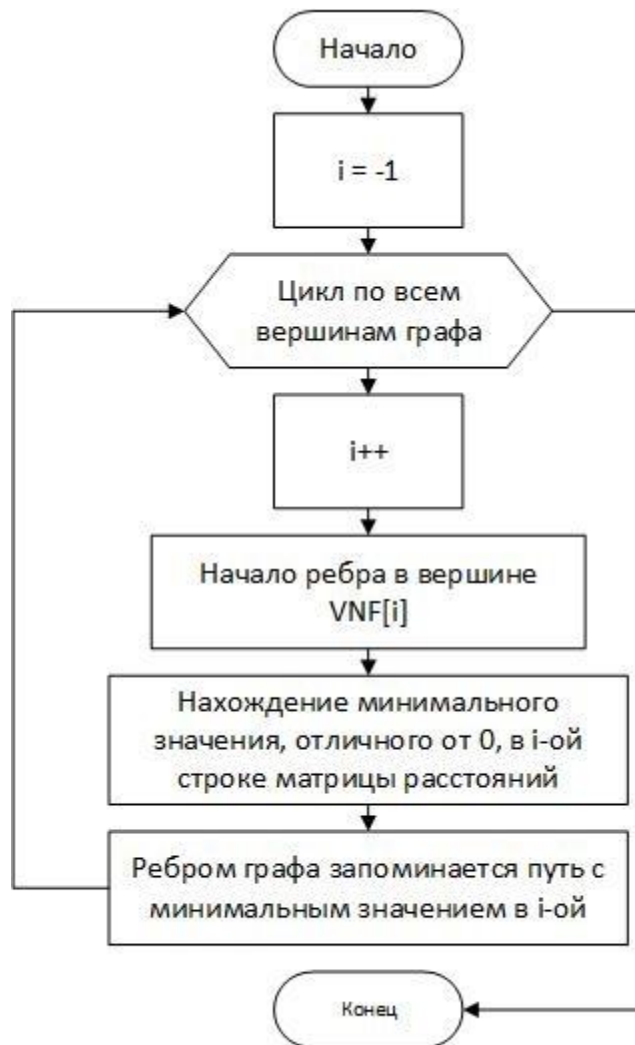 Начало
i = -1
Цикл по всем
вершинам графа
i++
Начало ребра в вершине
VNF[i]
Нахождение минимального
значения, отличного от 0, в i-ой
строке матрицы расстояний
Ребром графа запоминается путь с
минимальным значением в i-ой
Конец